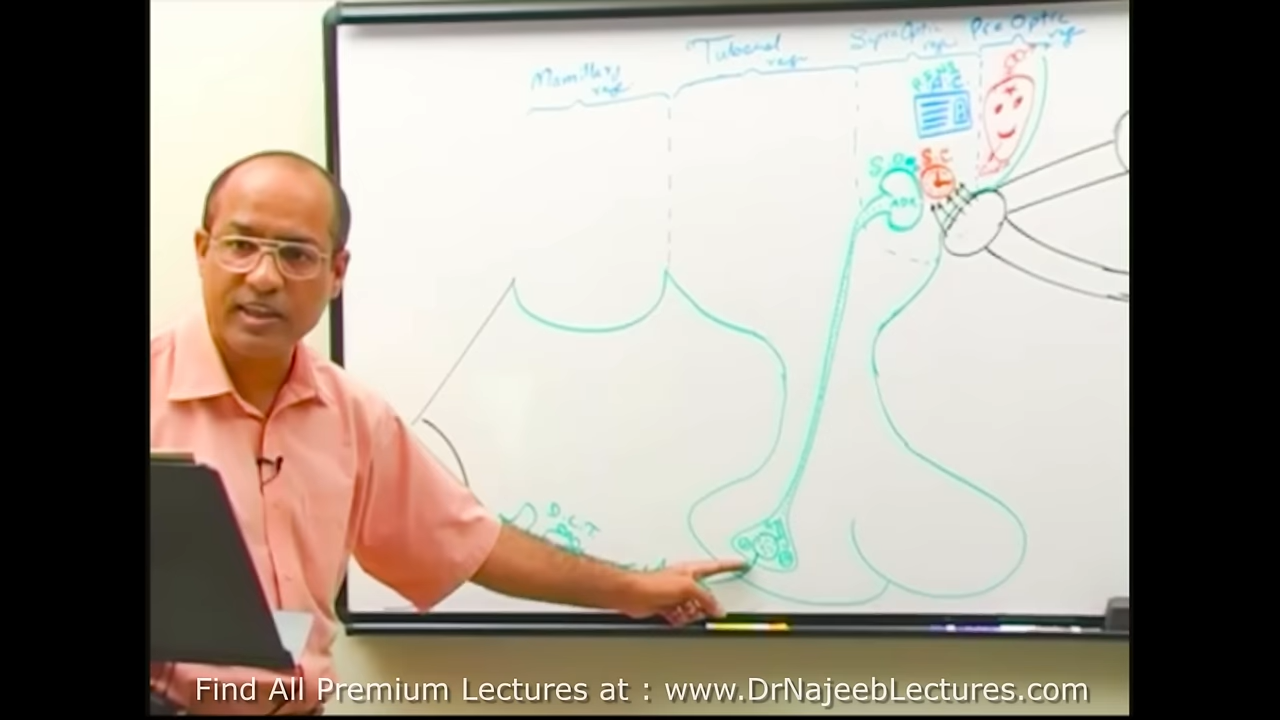 Mamillary reg
Tuberal reg
SupraOptic reg
Pre Optic reg
P.S.N.S
A.C.
S.O.N.
S.C.
ADH
D.C.T
Find All Premium Lectures at : www.DrNajeebLectures.com